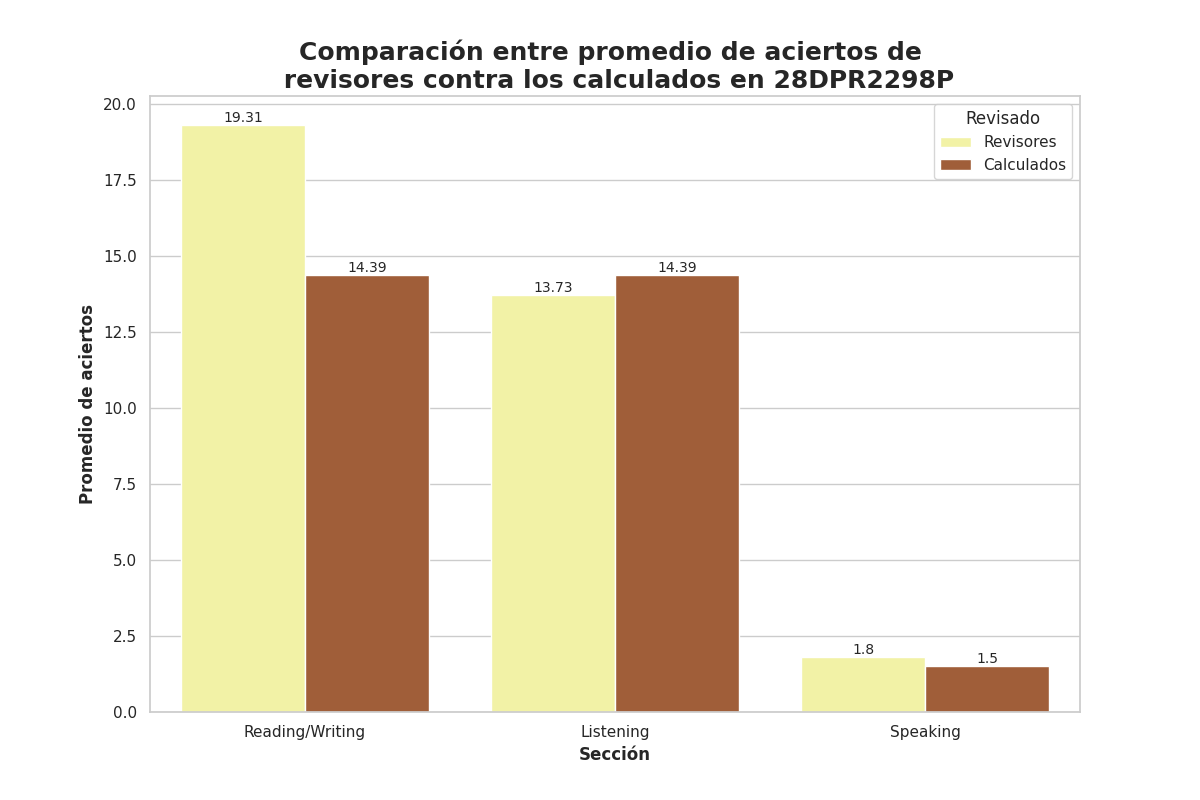 Comparación entre promedio de aciertos de
revisores contra los calculados en 28DPR2298P
Promedio de aciertos
20.0
17.5
15.0
12.5
10.0
7.5
5.0
2.5
0.0
19.31
14.39
13.73
14.39
1.8
1.5
Revisado
Revisores
Calculados
Reading/Writing
Listening
Speaking
Sección